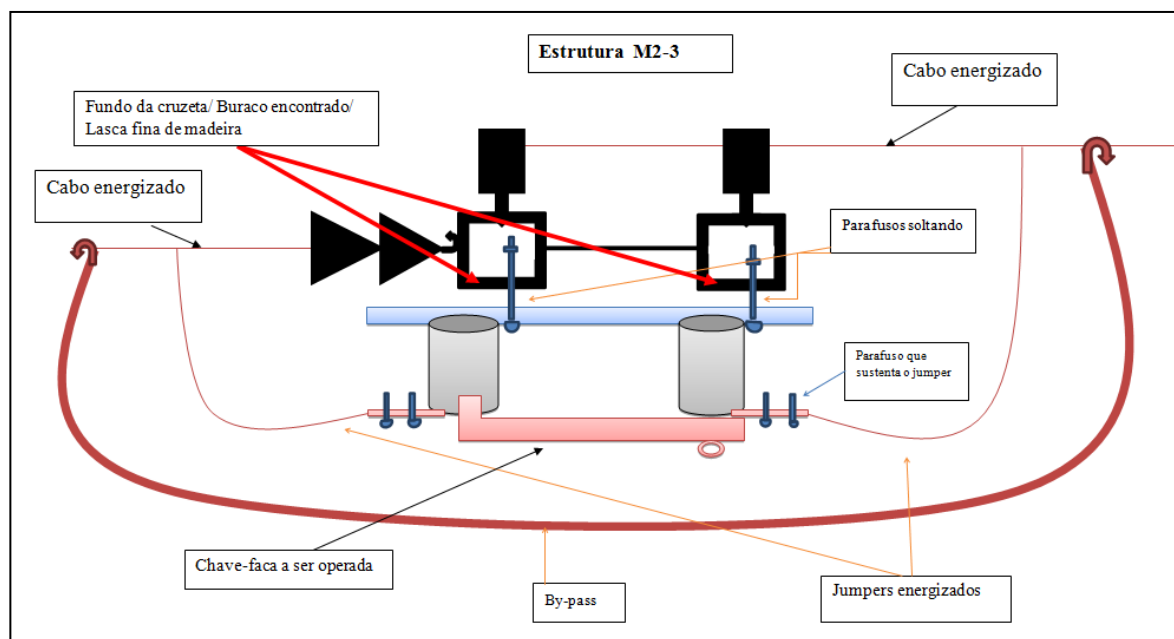 Estrutura M2-3
Cabo energizado
Fundo da cruzeta/ Buraco encontrado/
Lasca fina de madeira
Cabo energizado
Parafusos soltando
Parafuso que
sustenta o jumper
Chave-faca a ser operada
By-pass
Jumpers energizados